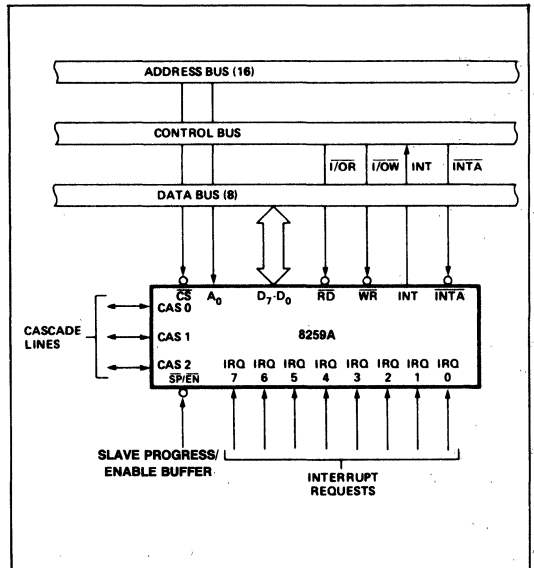 ADDRESS BUS (16)
CONTROL BUS
I/OR I/OW INT INTA
DATA BUS (8)
CS A0 D7-D0 RD WR INT INTA
CAS 0
CASCADE LINES
CAS 1
8259A
CAS 2
IRQ IRQ IRQ IRQ IRQ IRQ IRQ IRQ
SP/EN 7 6 5 4 3 2 1 0
SLAVE PROGRESS/
ENABLE BUFFER
INTERRUPT
REQUESTS